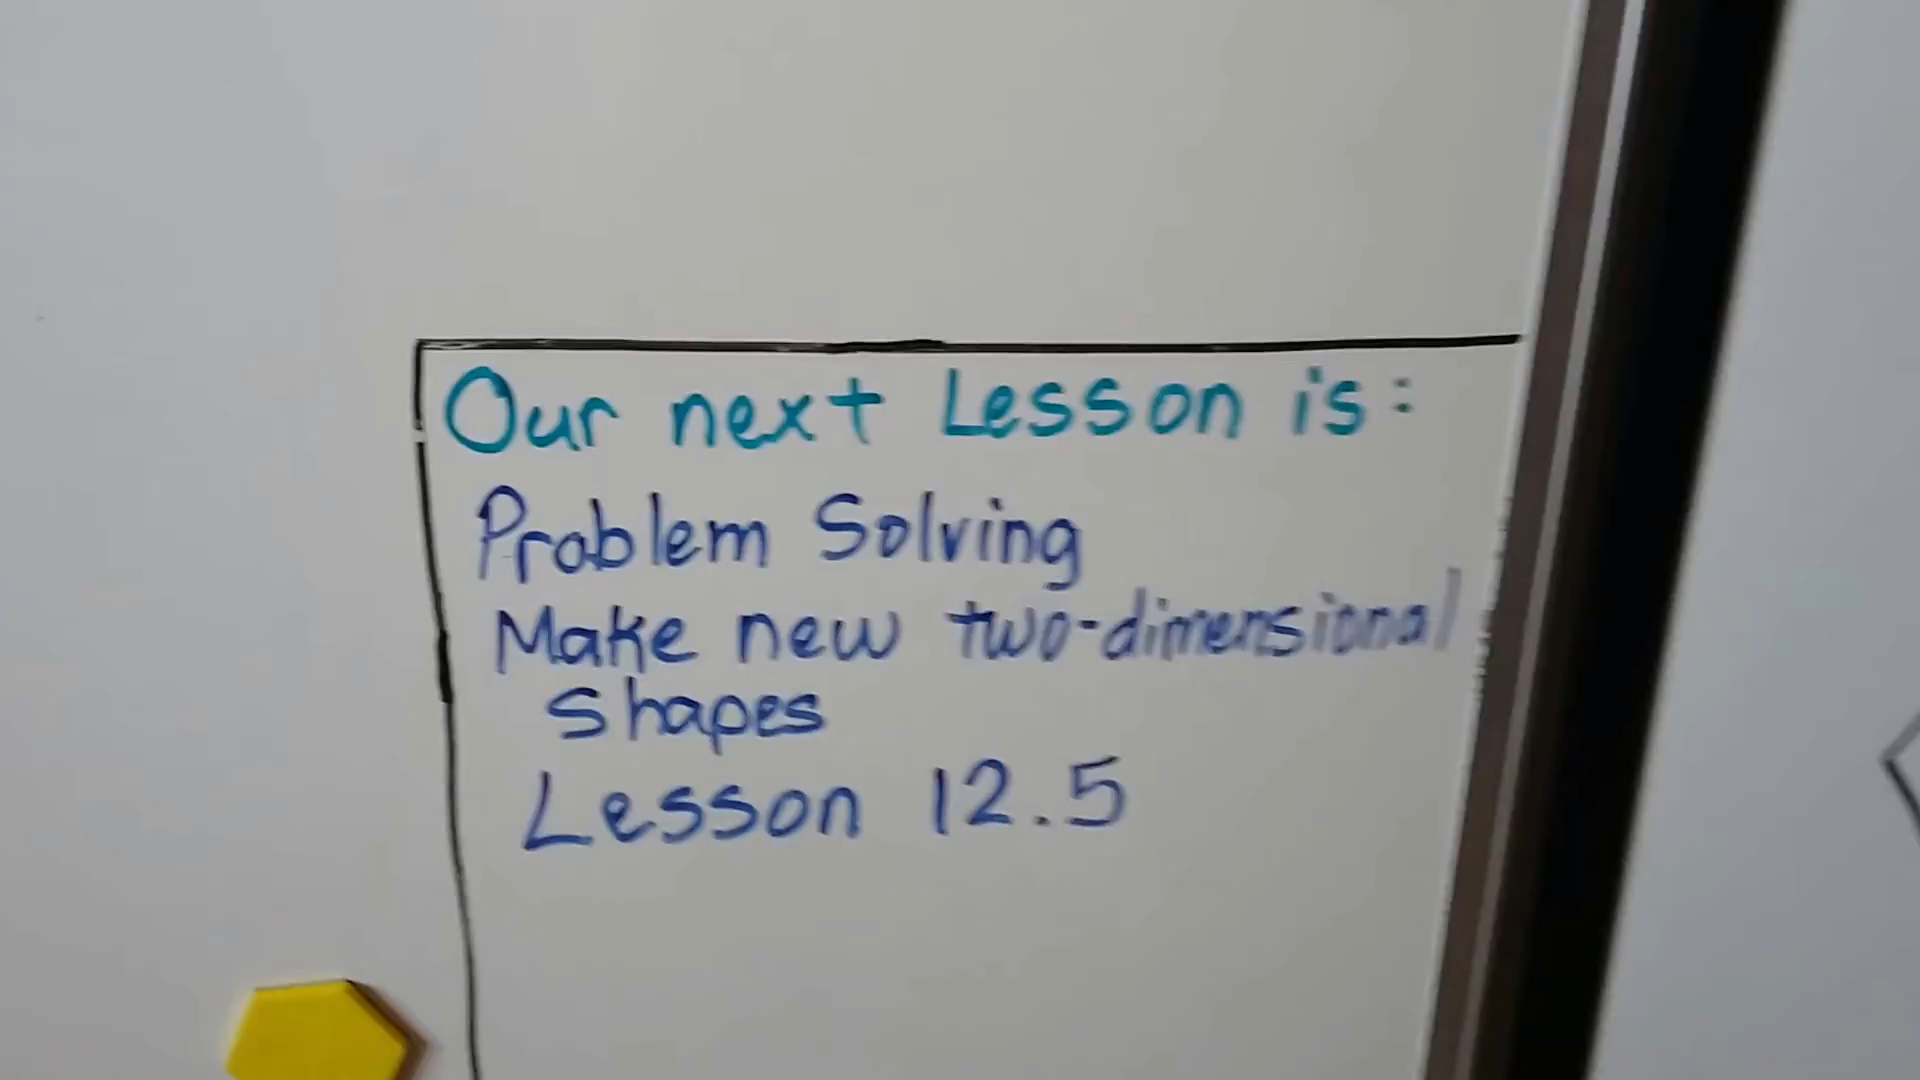 Our next Lesson is:
Problem Solving
Make new two-dimensional
shapes
Lesson 12.5